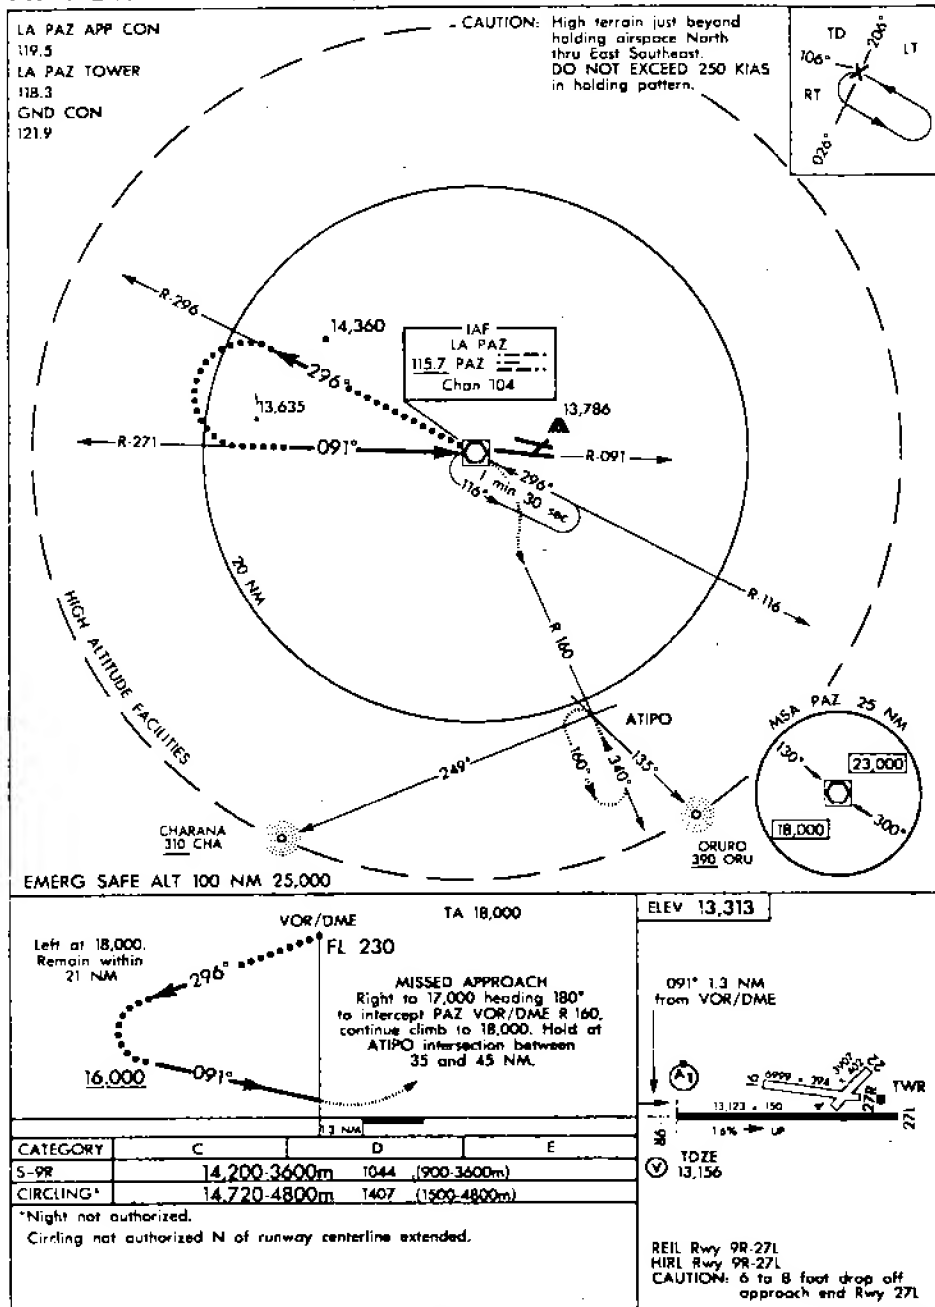 LA PAZ APP CON
119.5
LA PAZ TOWER
118.3
GND CON
121.9
CAUTION: High terrain just beyond
holding airspace North
thru East Southeast.
DO NOT EXCEED 250 KIAS
in holding pattern.
TD
206°
LT
106°
RT
026°
R-296
14,360
296°
IAF
LA PAZ
115.7 PAZ
Chan 104
13,635
13,786
R-271
091°
R-091
296°
116°
1 min 30 sec
20 NM
R-116
R 160
HIGH ALTITUDE FACILITIES
ATIPO
249°
160°
340°
135°
MSA PAZ 25 NM
130°
23,000
18,000
300°
CHARANA
310 CHA
ORURO
390 ORU
EMERG SAFE ALT 100 NM 25,000
VOR/DME
TA 18,000
FL 230
Left at 18,000.
Remain within
21 NM
296°
MISSED APPROACH
Right to 17,000 heading 180°
to intercept PAZ VOR/DME R 160,
continue climb to 18,000. Hold at
ATIPO intersection between
35 and 45 NM.
16,000
091°
1.3 NM
ELEV 13,313
091° 1.3 NM
from VOR/DME
TWR
27R
27L
9R
13,123 x 150
1.6% UP
TDZE
13,156
CATEGORY C D E
S-9R 14,200-3600m 1044 (900-3600m)
CIRCLING* 14,720-4800m 1407 (1500-4800m)
*Night not authorized.
Circling not authorized N of runway centerline extended.
REIL Rwy 9R-27L
HIRL Rwy 9R-27L
CAUTION: 6 to 8 foot drop off
approach end Rwy 27L